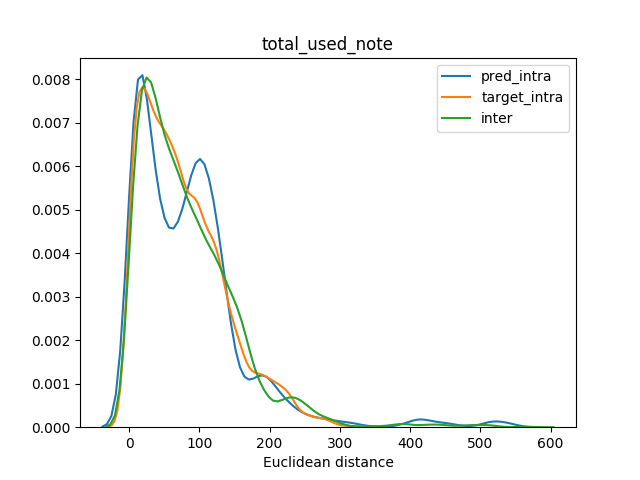 total_used_note
0.008
0.007
0.006
0.005
0.004
0.003
0.002
0.001
0.000
pred_intra
target_intra
inter
0 100 200 300 400 500 600
Euclidean distance